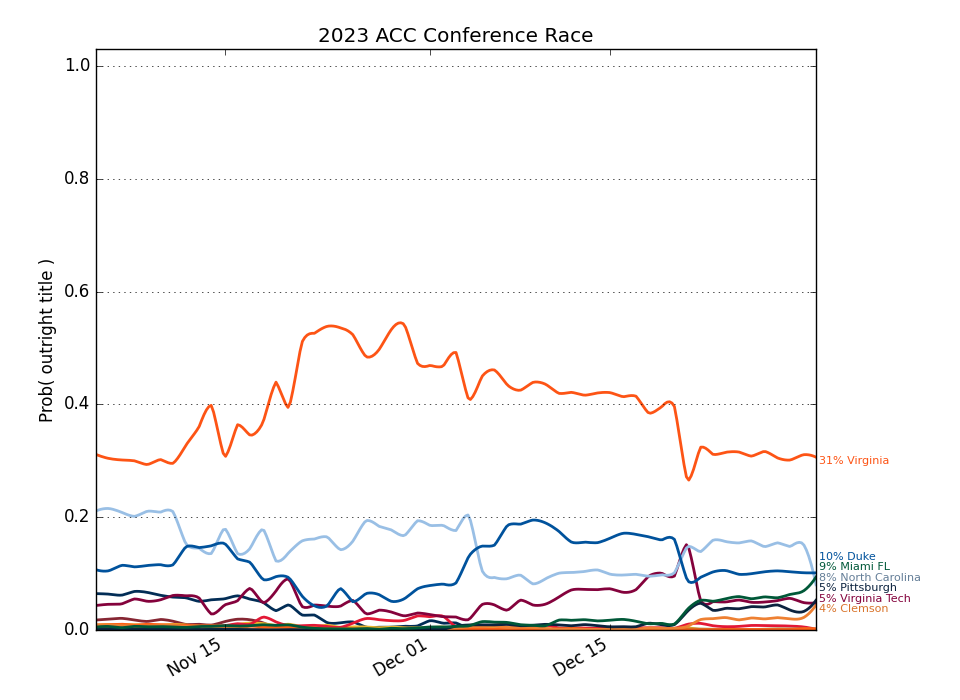 2023 ACC Conference Race
Prob( outright title )
1.0
0.8
0.6
0.4
0.2
0.0
Nov 15
Dec 01
Dec 15
31% Virginia
10% Duke
9% Miami FL
8% North Carolina
5% Pittsburgh
5% Virginia Tech
4% Clemson